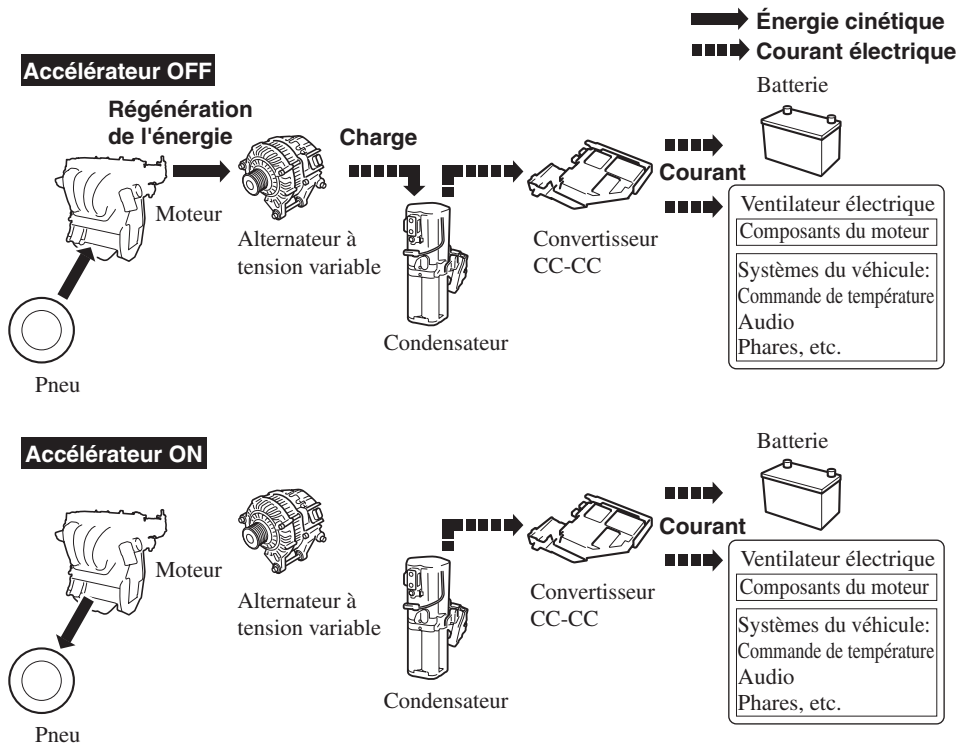 Énergie cinétique
Courant électrique
Accélérateur OFF
Régénération
de l'énergie
Charge
Batterie
Courant
Moteur
Alternateur à
tension variable
Convertisseur
CC-CC
Condensateur
Pneu
Ventilateur électrique
Composants du moteur
Systèmes du véhicule:
Commande de température
Audio
Phares, etc.
Accélérateur ON
Batterie
Courant
Moteur
Alternateur à
tension variable
Convertisseur
CC-CC
Condensateur
Pneu
Ventilateur électrique
Composants du moteur
Systèmes du véhicule:
Commande de température
Audio
Phares, etc.